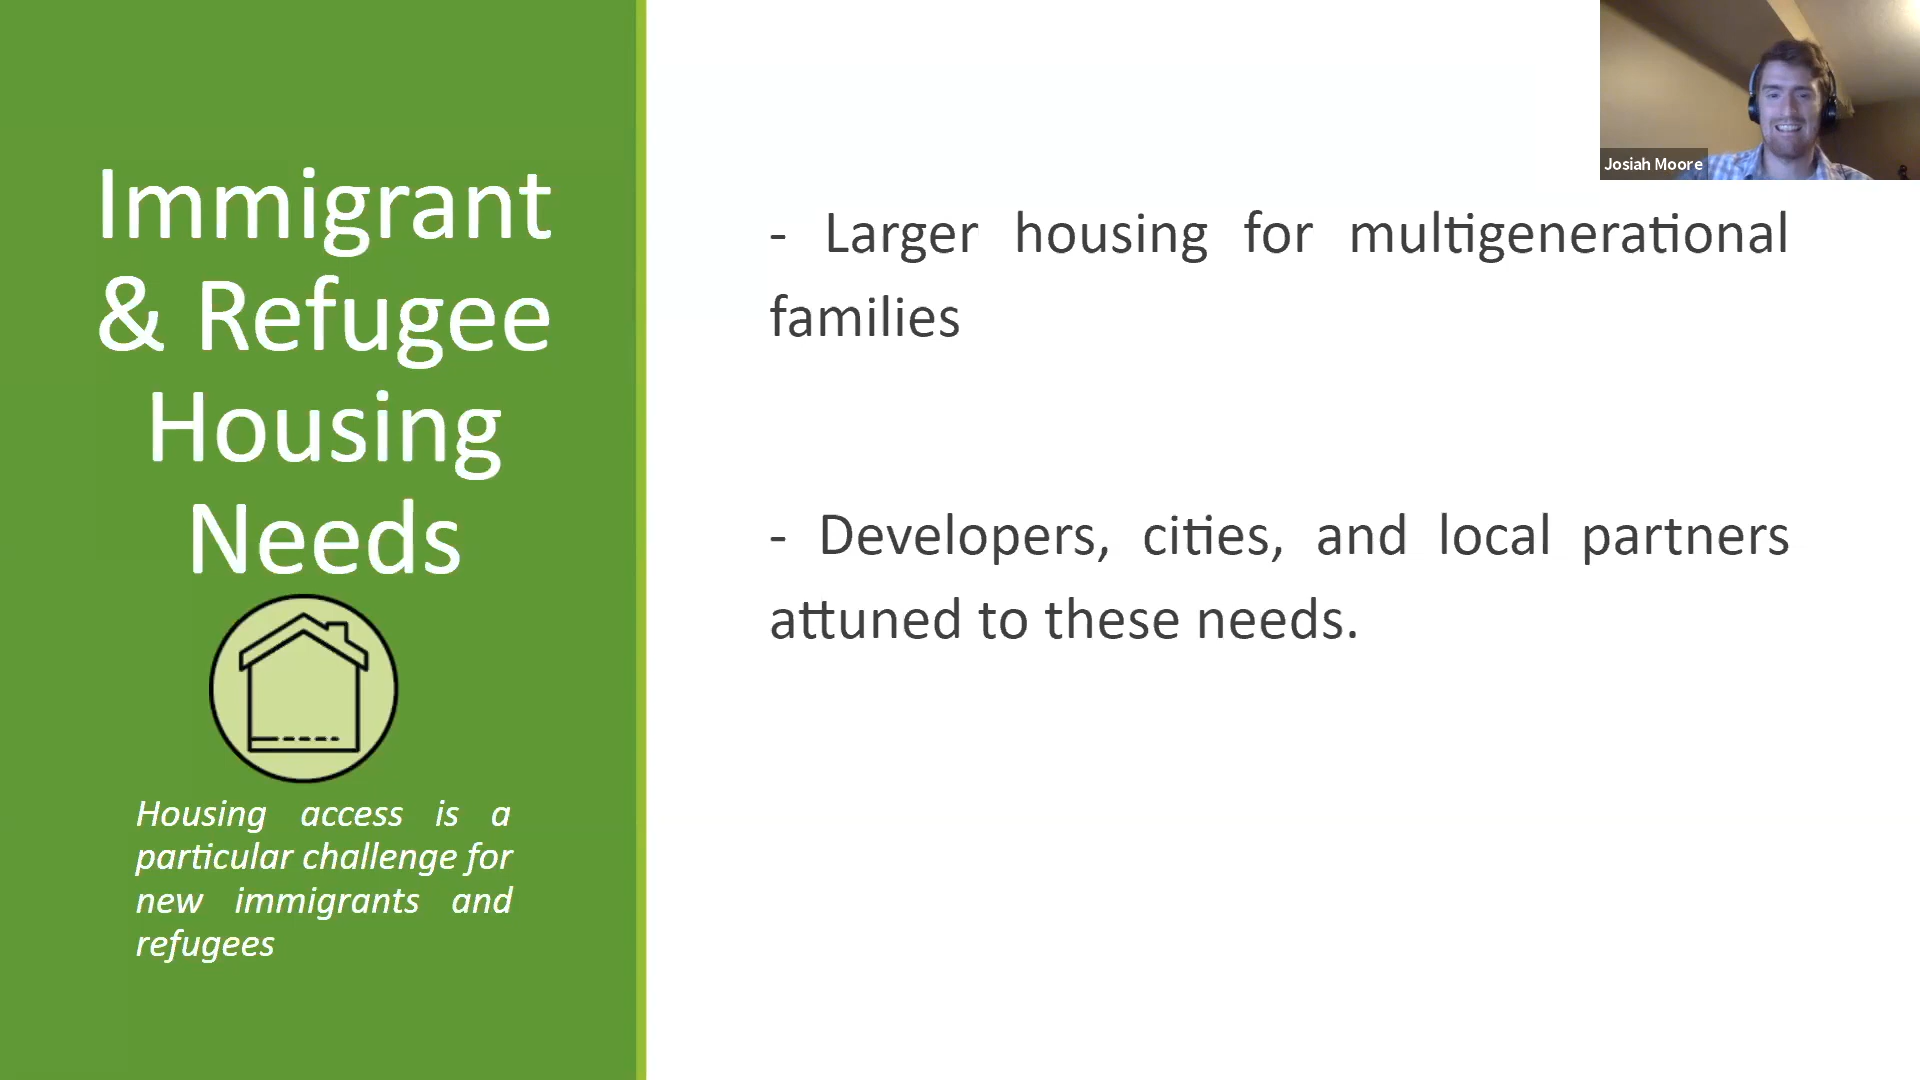 Immigrant
& Refugee
Housing
Needs
Housing access is a
particular challenge for
new immigrants and
refugees
- Larger housing for multigenerational
families
- Developers, cities, and local partners
attuned to these needs.
Josiah Moore